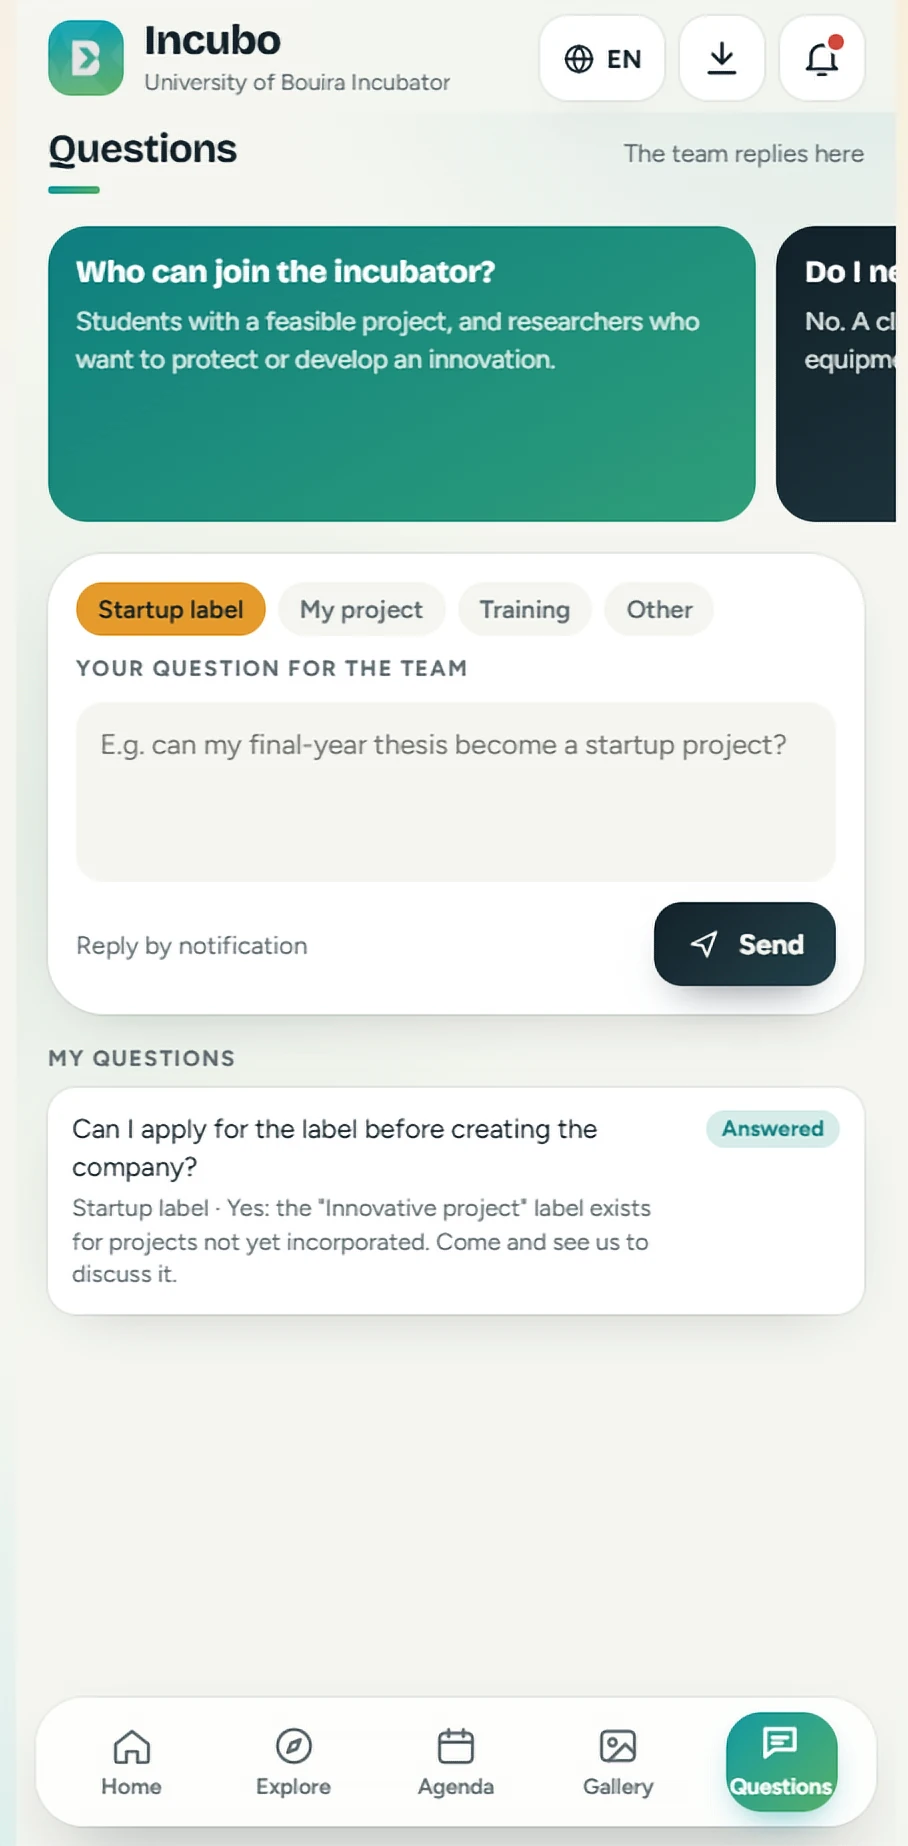 Incubo
University of Bouira Incubator
EN
Questions
The team replies here
Who can join the incubator?
Students with a feasible project, and researchers who
want to protect or develop an innovation.
Do I
No. A
Startup label
My project
Training
Other
YOUR QUESTION FOR THE TEAM
E.g. can my final-year thesis become a startup project?
Reply by notification
Send
MY QUESTIONS
Can I apply for the label before creating the
company?
Answered
Startup label · Yes: the "Innovative project" label exists
for projects not yet incorporated. Come and see us to
discuss it.
Home
Explore
Agenda
Gallery
Questions